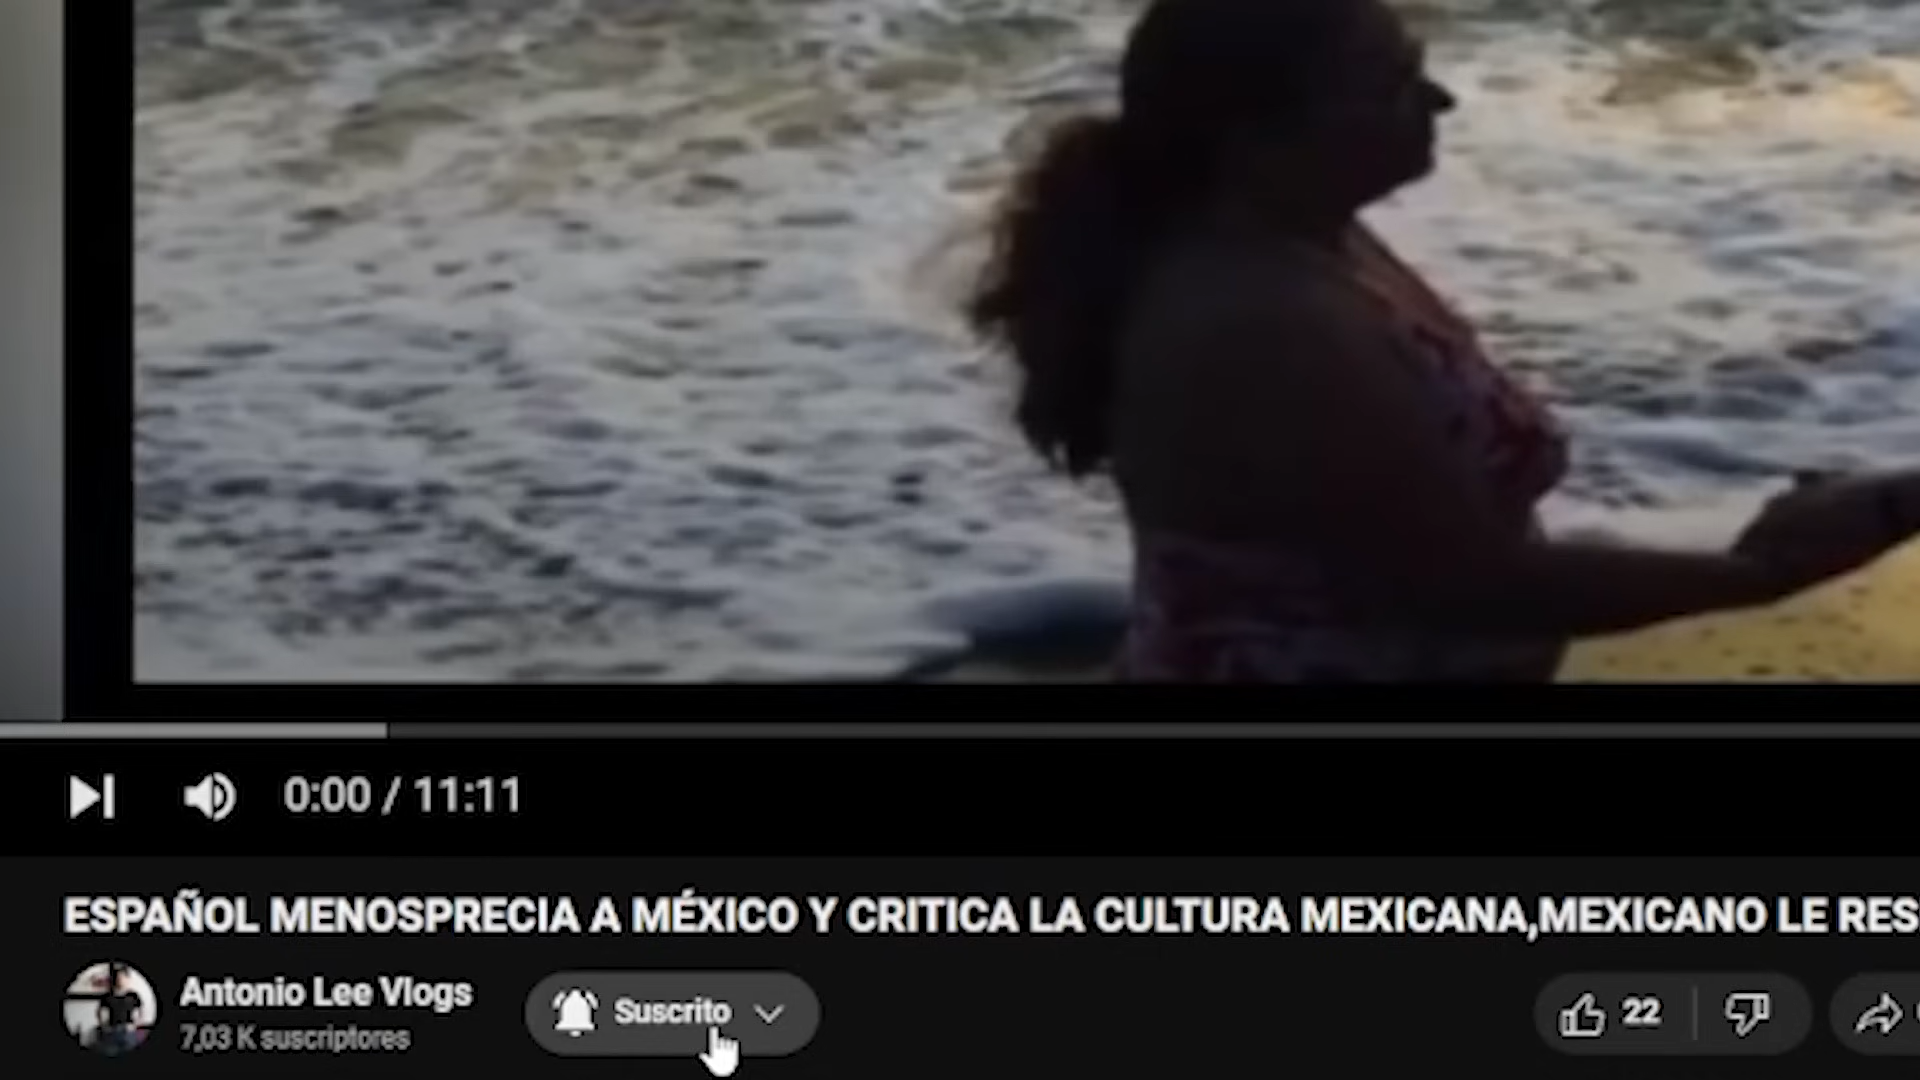 0:00 / 11:11
ESPAÑOL MENOSPRECIA A MÉXICO Y CRITICA LA CULTURA MEXICANA,MEXICANO LE RES
Antonio Lee Vlogs
Suscrito
22
7,03 K suscriptores